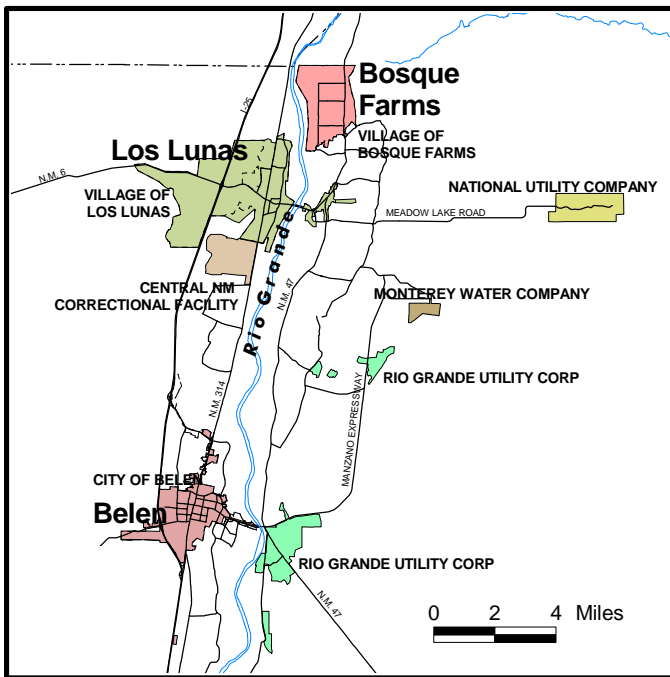 Bosque
Farms
VILLAGE OF
BOSQUE FARMS
I-25
Los Lunas
N.M. 6
VILLAGE OF
LOS LUNAS
NATIONAL UTILITY COMPANY
MEADOW LAKE ROAD
Rio Grande
CENTRAL NM
CORRECTIONAL FACILITY
N.M. 47
MONTEREY WATER COMPANY
RIO GRANDE UTILITY CORP
N.M. 314
MANZANO EXPRESSWAY
CITY OF BELEN
Belen
RIO GRANDE UTILITY CORP
N.M. 47
0 2 4 Miles